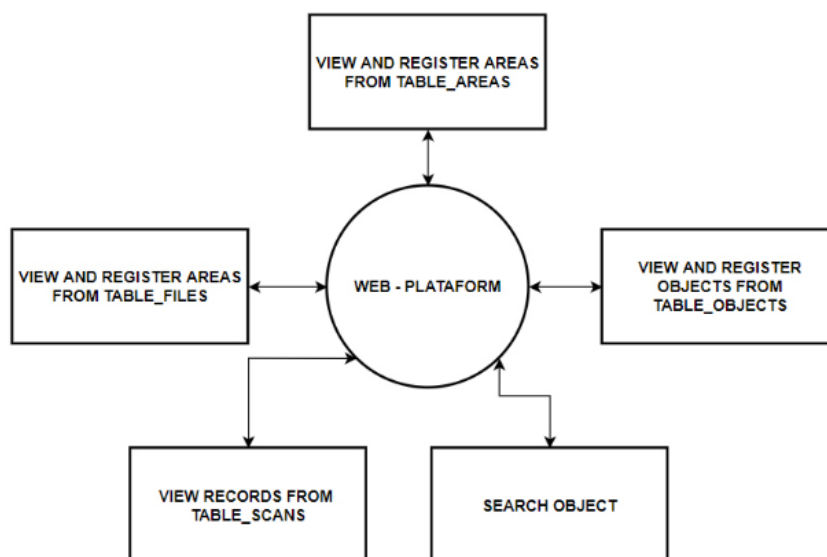 VIEW AND REGISTER AREAS
FROM TABLE_AREAS
VIEW AND REGISTER AREAS
FROM TABLE_FILES
WEB - PLATAFORM
VIEW AND REGISTER
OBJECTS FROM
TABLE_OBJECTS
VIEW RECORDS FROM
TABLE_SCANS
SEARCH OBJECT